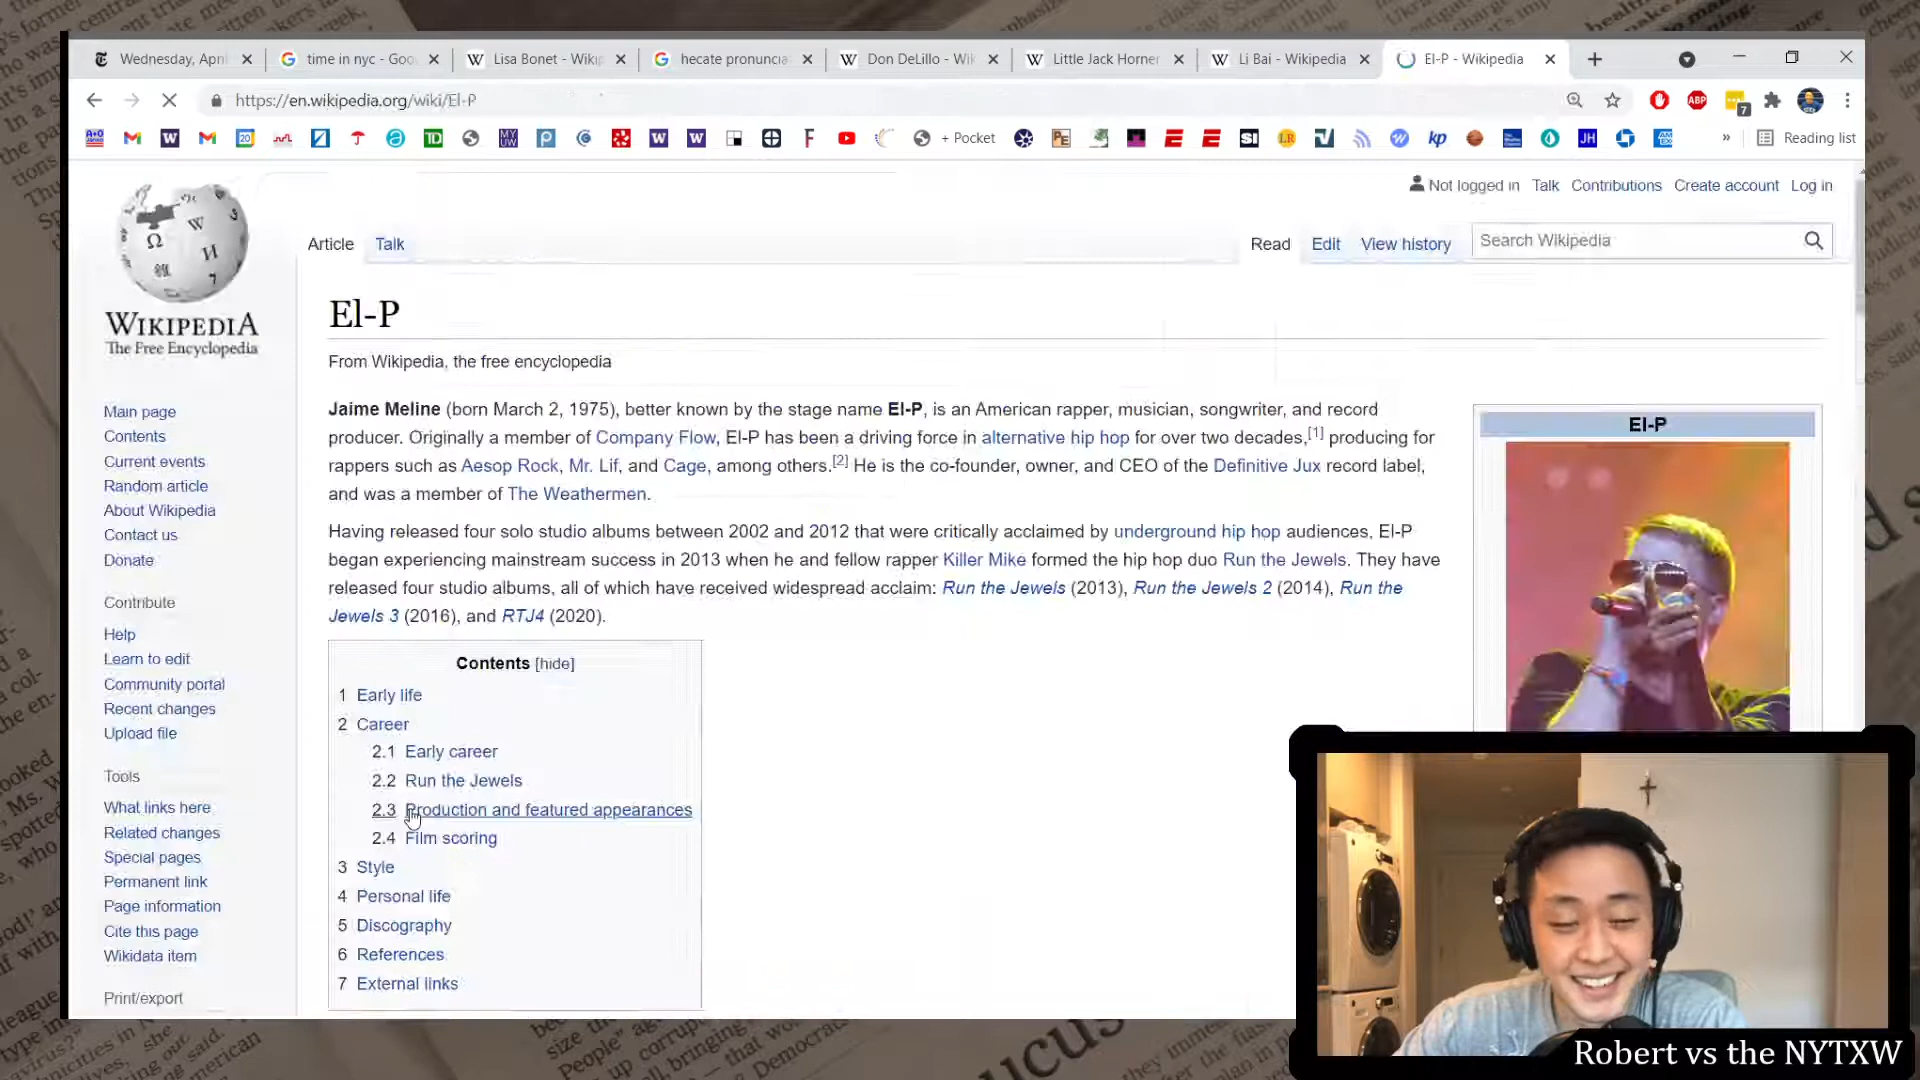 Wednesday, Apri
time in nyc - Goo
Lisa Bonet - Wiki
hecate pronuncia
Don DeLillo - Wi
Little Jack Horner
Li Bai - Wikipedia
El-P - Wikipedia
https://en.wikipedia.org/wiki/El-P
ABP
7
A+O
20
TD
MY UW
+ Pocket
PE
SI
LR
kp
JH
» Reading list
Not logged in Talk Contributions Create account Log in
Article Talk Read Edit View history Search Wikipedia
WIKIPEDIA
The Free Encyclopedia
El-P
From Wikipedia, the free encyclopedia
Jaime Meline (born March 2, 1975), better known by the stage name El-P, is an American rapper, musician, songwriter, and record
producer. Originally a member of Company Flow, El-P has been a driving force in alternative hip hop for over two decades,[1] producing for
rappers such as Aesop Rock, Mr. Lif, and Cage, among others.[2] He is the co-founder, owner, and CEO of the Definitive Jux record label,
and was a member of The Weathermen.
Having released four solo studio albums between 2002 and 2012 that were critically acclaimed by underground hip hop audiences, El-P
began experiencing mainstream success in 2013 when he and fellow rapper Killer Mike formed the hip hop duo Run the Jewels. They have
released four studio albums, all of which have received widespread acclaim: Run the Jewels (2013), Run the Jewels 2 (2014), Run the
Jewels 3 (2016), and RTJ4 (2020).
El-P
Contents [hide]
1 Early life
2 Career
2.1 Early career
2.2 Run the Jewels
2.3 Production and featured appearances
2.4 Film scoring
3 Style
4 Personal life
5 Discography
6 References
7 External links
Main page
Contents
Current events
Random article
About Wikipedia
Contact us
Donate
Contribute
Help
Learn to edit
Community portal
Recent changes
Upload file
Tools
What links here
Related changes
Special pages
Permanent link
Page information
Cite this page
Wikidata item
Print/export
Robert vs the NYTXW